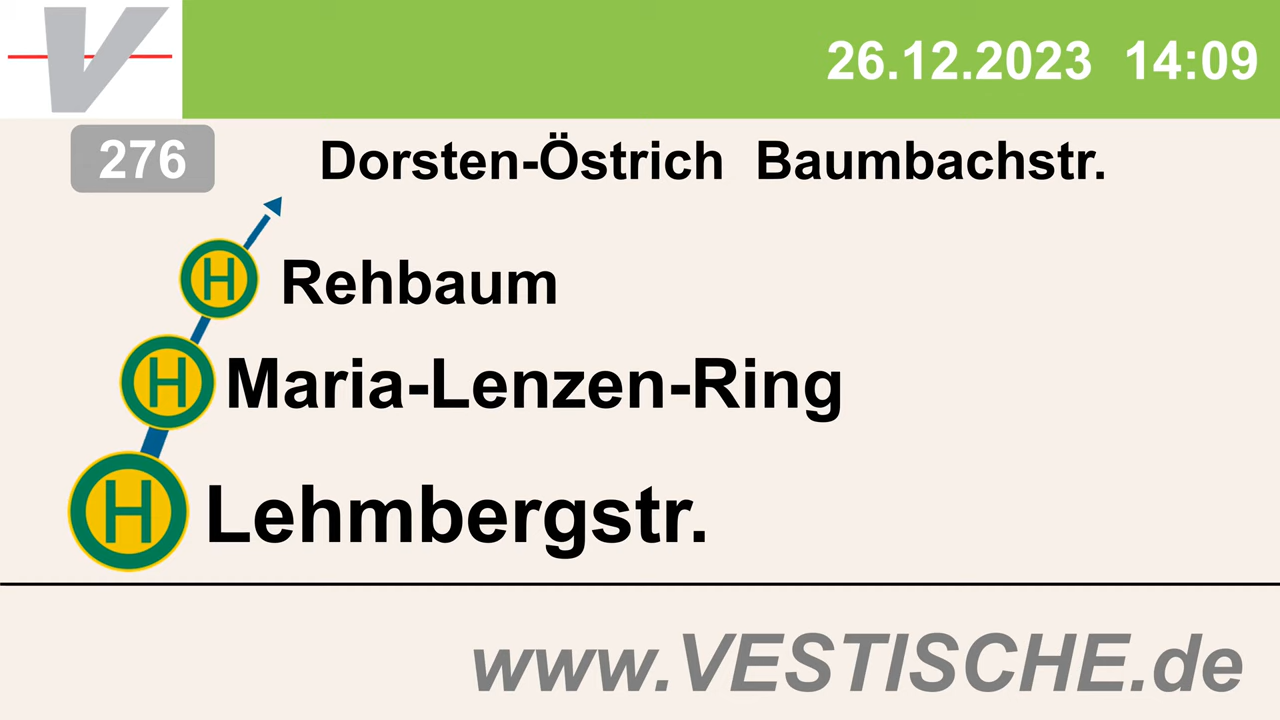 V
26.12.2023 14:09
276 Dorsten-Östrich Baumbachstr.
H Rehbaum
H Maria-Lenzen-Ring
H Lehmbergstr.
www.VESTISCHE.de